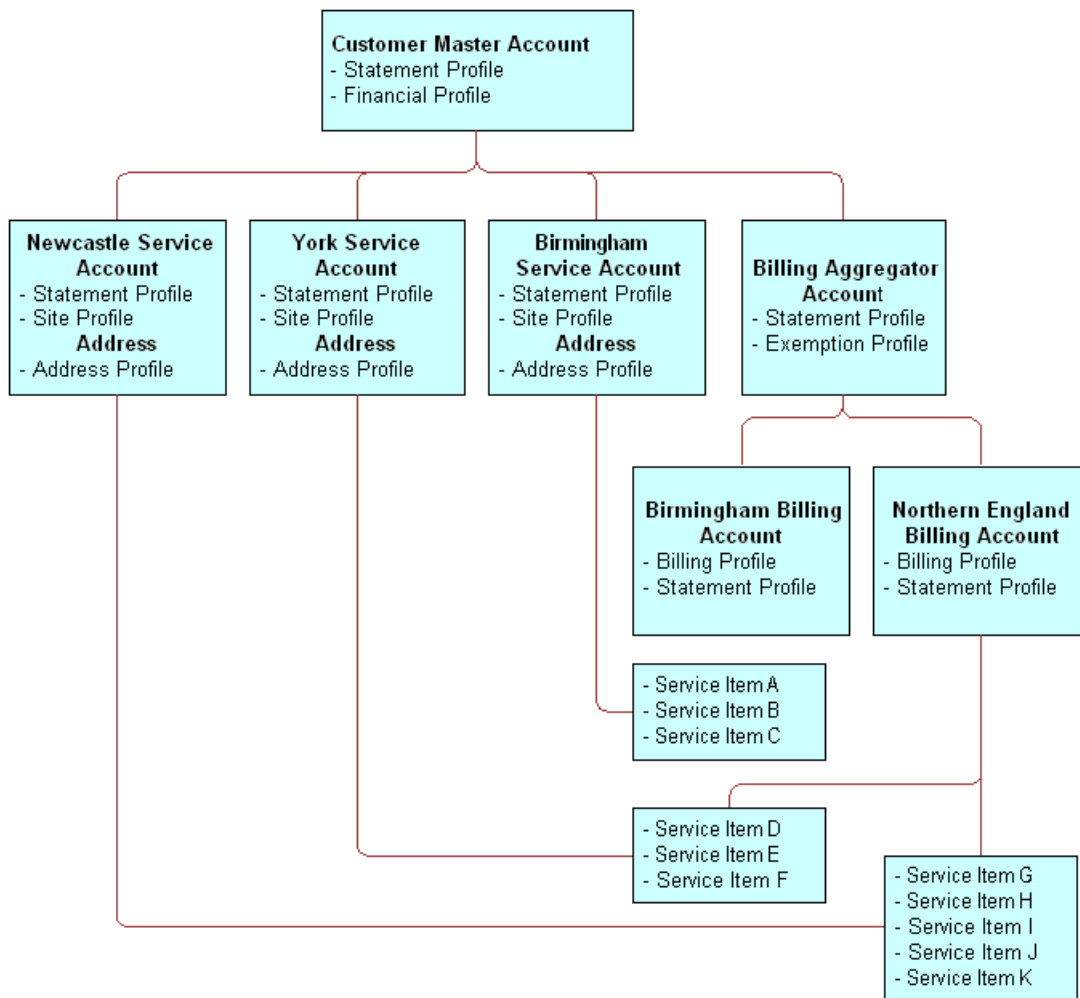 Customer Master Account
- Statement Profile
- Financial Profile
Newcastle Service
Account
- Statement Profile
- Site Profile
Address
- Address Profile
York Service
Account
- Statement Profile
- Site Profile
Address
- Address Profile
Birmingham
Service Account
- Statement Profile
- Site Profile
Address
- Address Profile
Billing Aggregator
Account
- Statement Profile
- Exemption Profile
Birmingham Billing
Account
- Billing Profile
- Statement Profile
Northern England
Billing Account
- Billing Profile
- Statement Profile
- Service Item A
- Service Item B
- Service Item C
- Service Item D
- Service Item E
- Service Item F
- Service Item G
- Service Item H
- Service Item I
- Service Item J
- Service Item K